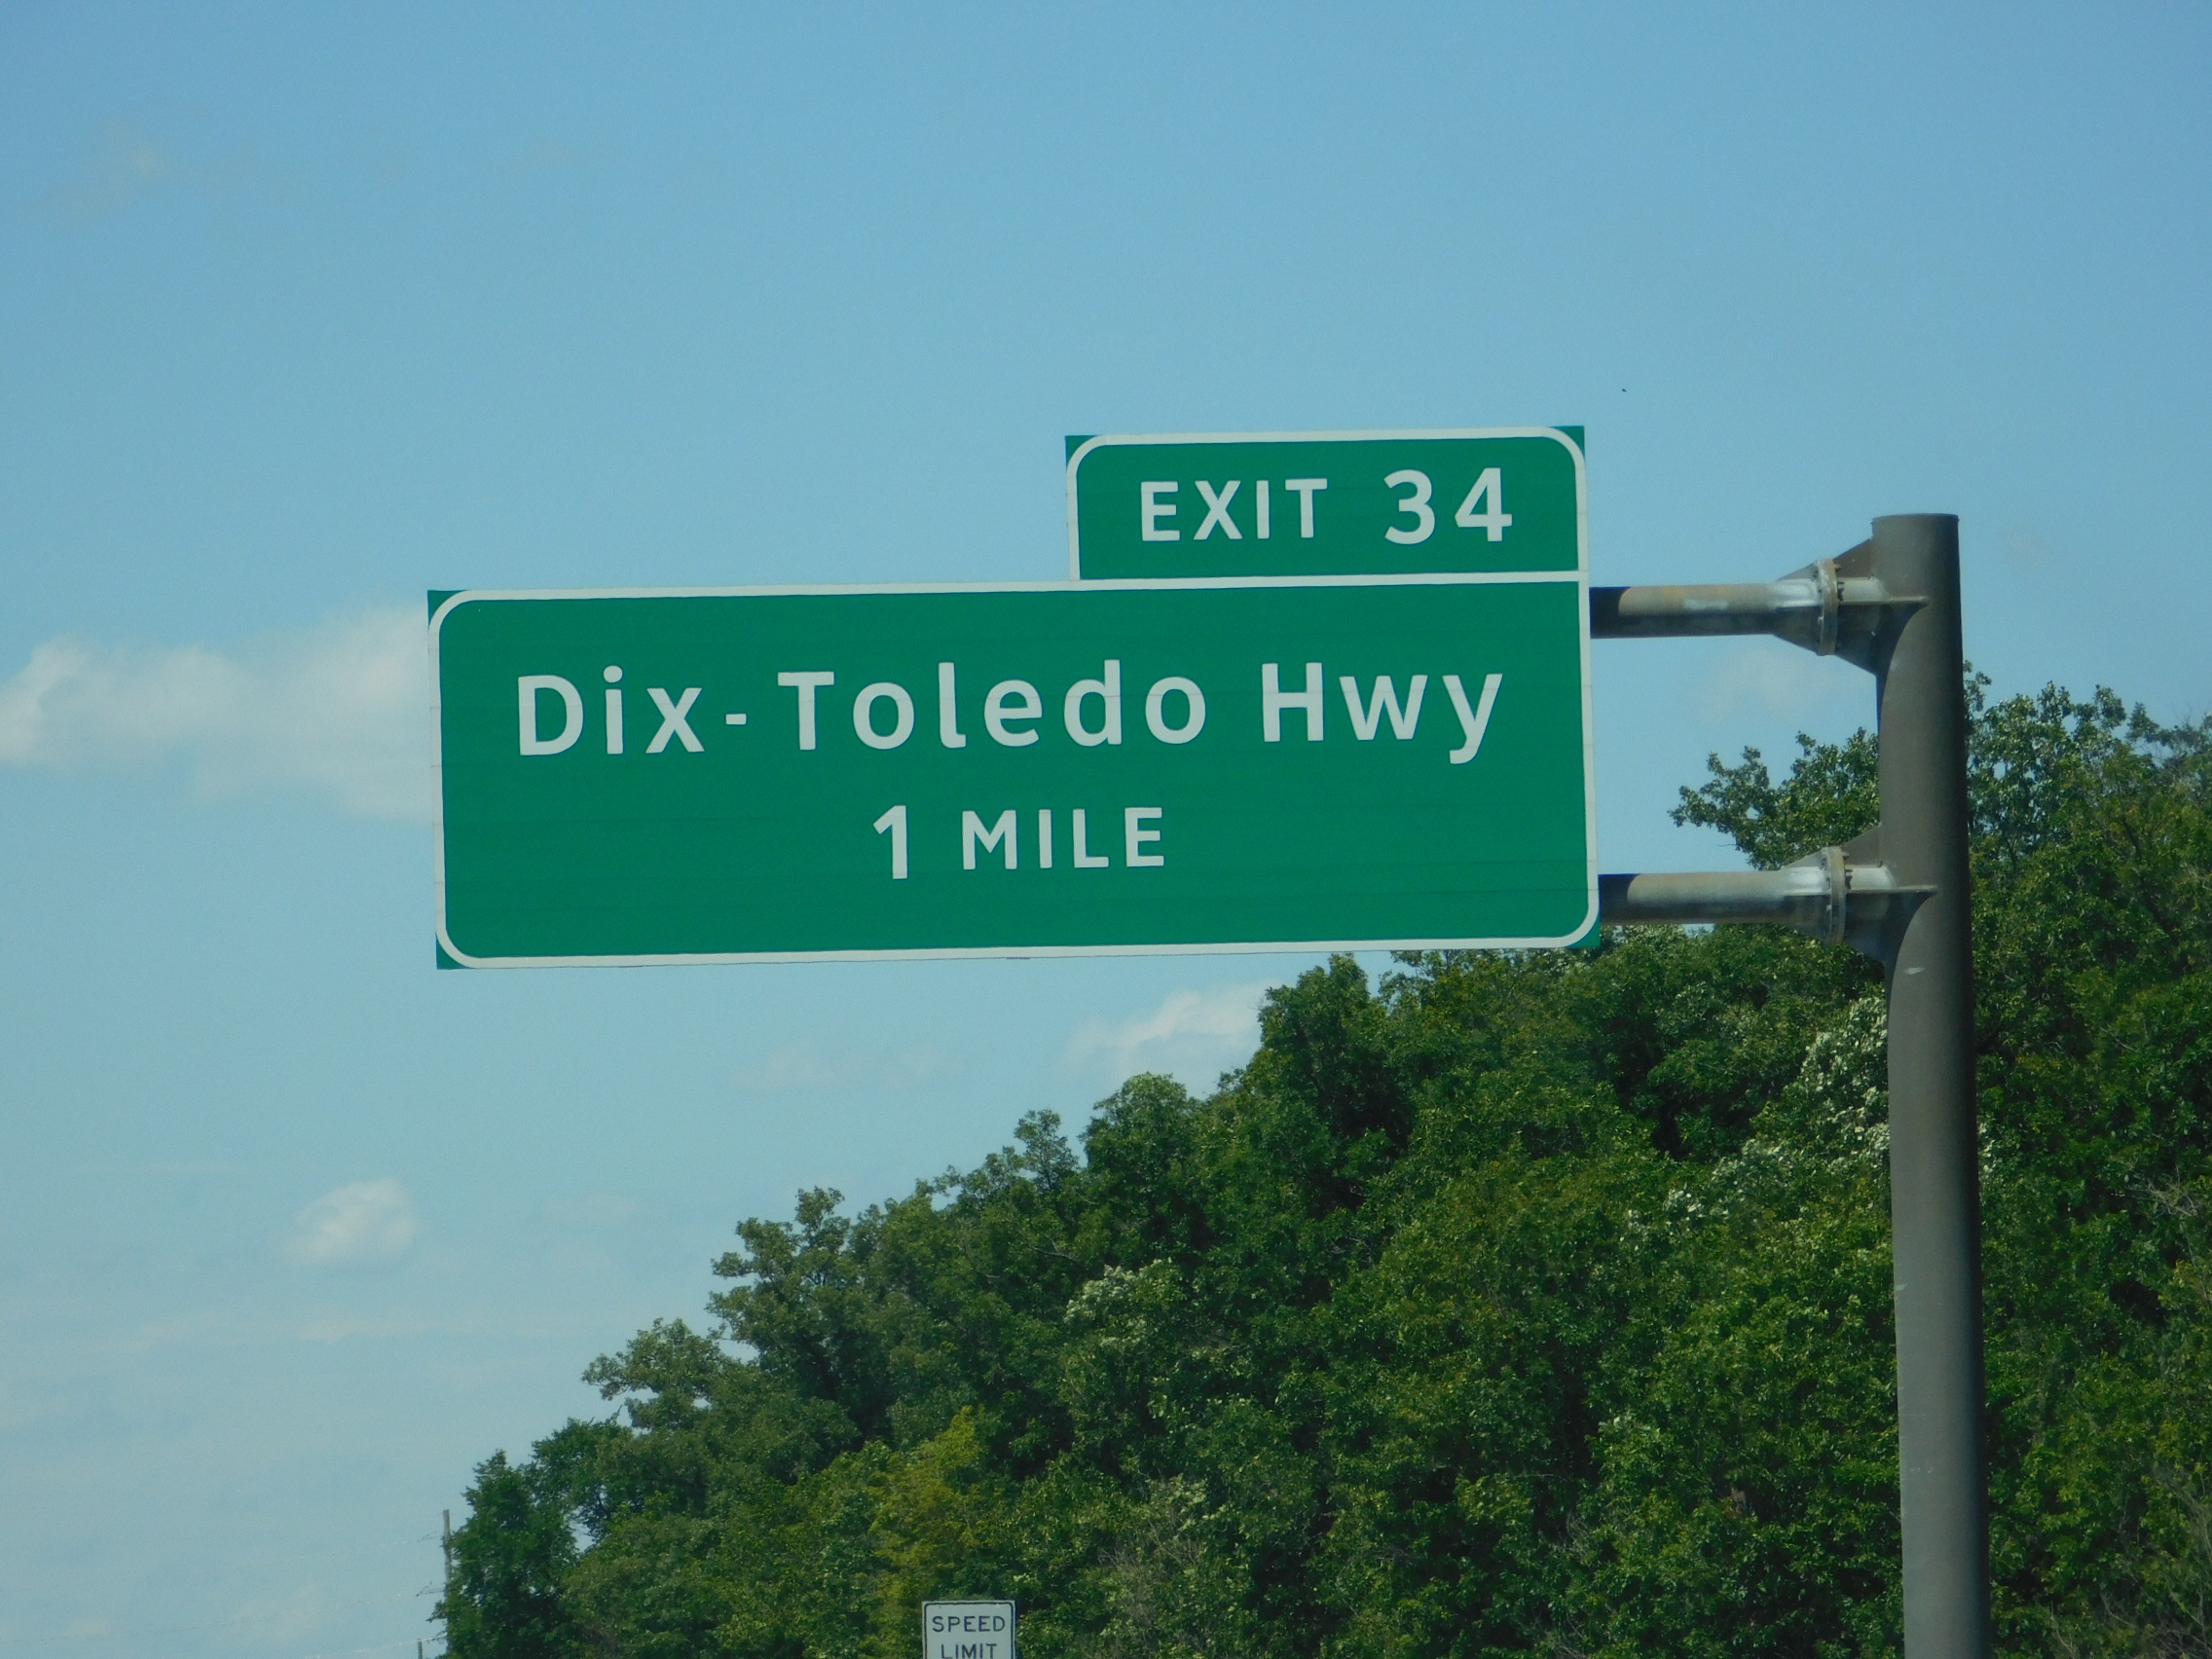 EXIT 34
Dix-Toledo Hwy
1 MILE
SPEED
LIMIT